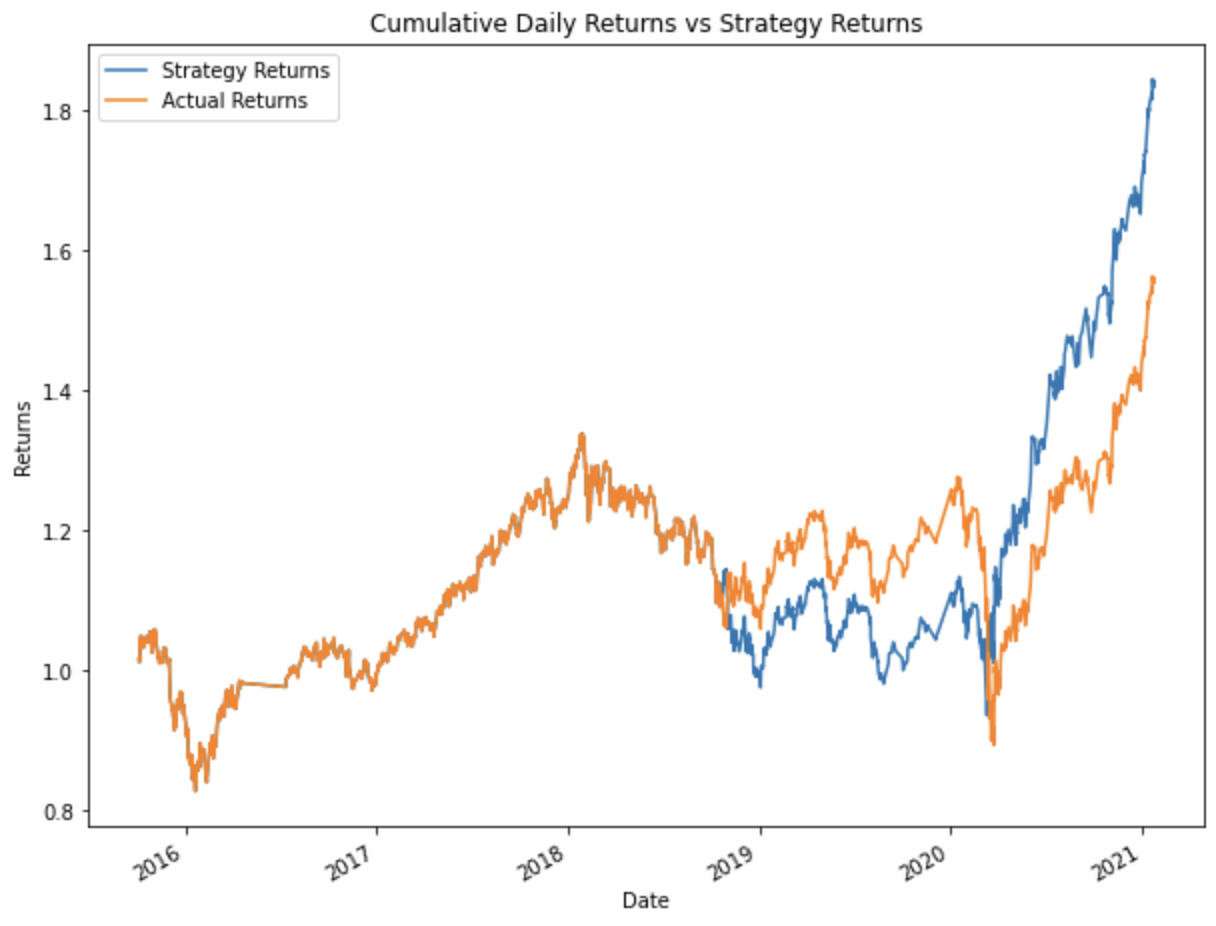 Cumulative Daily Returns vs Strategy Returns
Strategy Returns
Actual Returns
1.8
1.6
1.4
1.2
1.0
0.8
Returns
2016
2017
2018
2019
2020
2021
Date